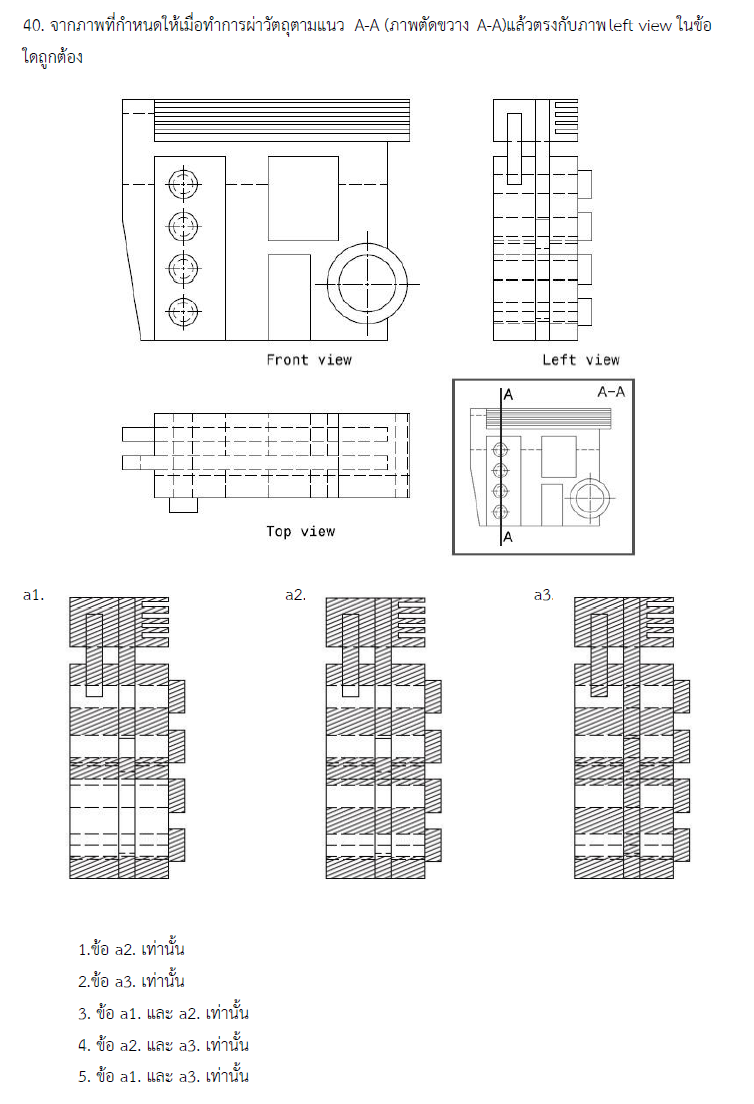 40. จากภาพที่กำหนดให้เมื่อทำการผ่าวัตถุตามแนว A-A (ภาพตัดขวาง A-A)แล้วตรงกับภาพleft view ในข้อ
ใดถูกต้อง
Front view
Left view
Top view
A
A-A
A
a1.
a2.
a3.
1.ข้อ a2. เท่านั้น
2.ข้อ a3. เท่านั้น
3. ข้อ a1. และ a2. เท่านั้น
4. ข้อ a2. และ a3. เท่านั้น
5. ข้อ a1. และ a3. เท่านั้น